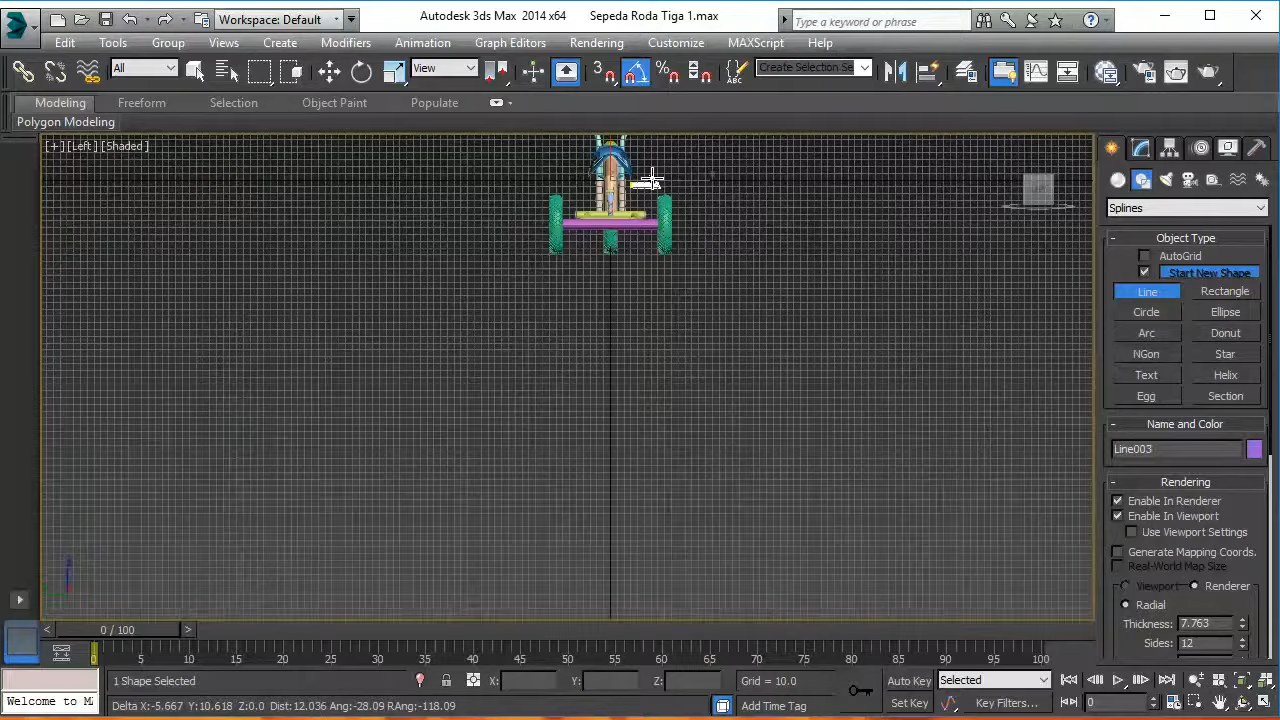 Workspace: Default
Autodesk 3ds Max 2014 x64
Sepeda Roda Tiga 1.max
Type a keyword or phrase
Edit Tools Group Views Create Modifiers Animation Graph Editors Rendering Customize MAXScript Help
All
View
3
ABC
Create Selection Se
Modeling Freeform Selection Object Paint Populate
Polygon Modeling
[+] [Left] [Shaded]
Splines
- Object Type
AutoGrid
Start New Shape
Line Rectangle
Circle Ellipse
Arc Donut
NGon Star
Text Helix
Egg Section
- Name and Color
Line003
- Rendering
Enable In Renderer
Enable In Viewport
Use Viewport Settings
Generate Mapping Coords.
Real-World Map Size
Viewport Renderer
Radial
Thickness: 7.763
Sides: 12
< 0 / 100 >
0 5 10 15 20 25 30 35 40 45 50 55 60 65 70 75 80 85 90 95 100
1 Shape Selected
X: Y: Z:
Grid = 10.0
Auto Key Selected
Welcome to M
Delta X:-5.697 Y:10.618 Z:0.0 Dist:12.036 Ang:-28.09 RAng:-118.09
Add Time Tag
Set Key Key Filters...
0